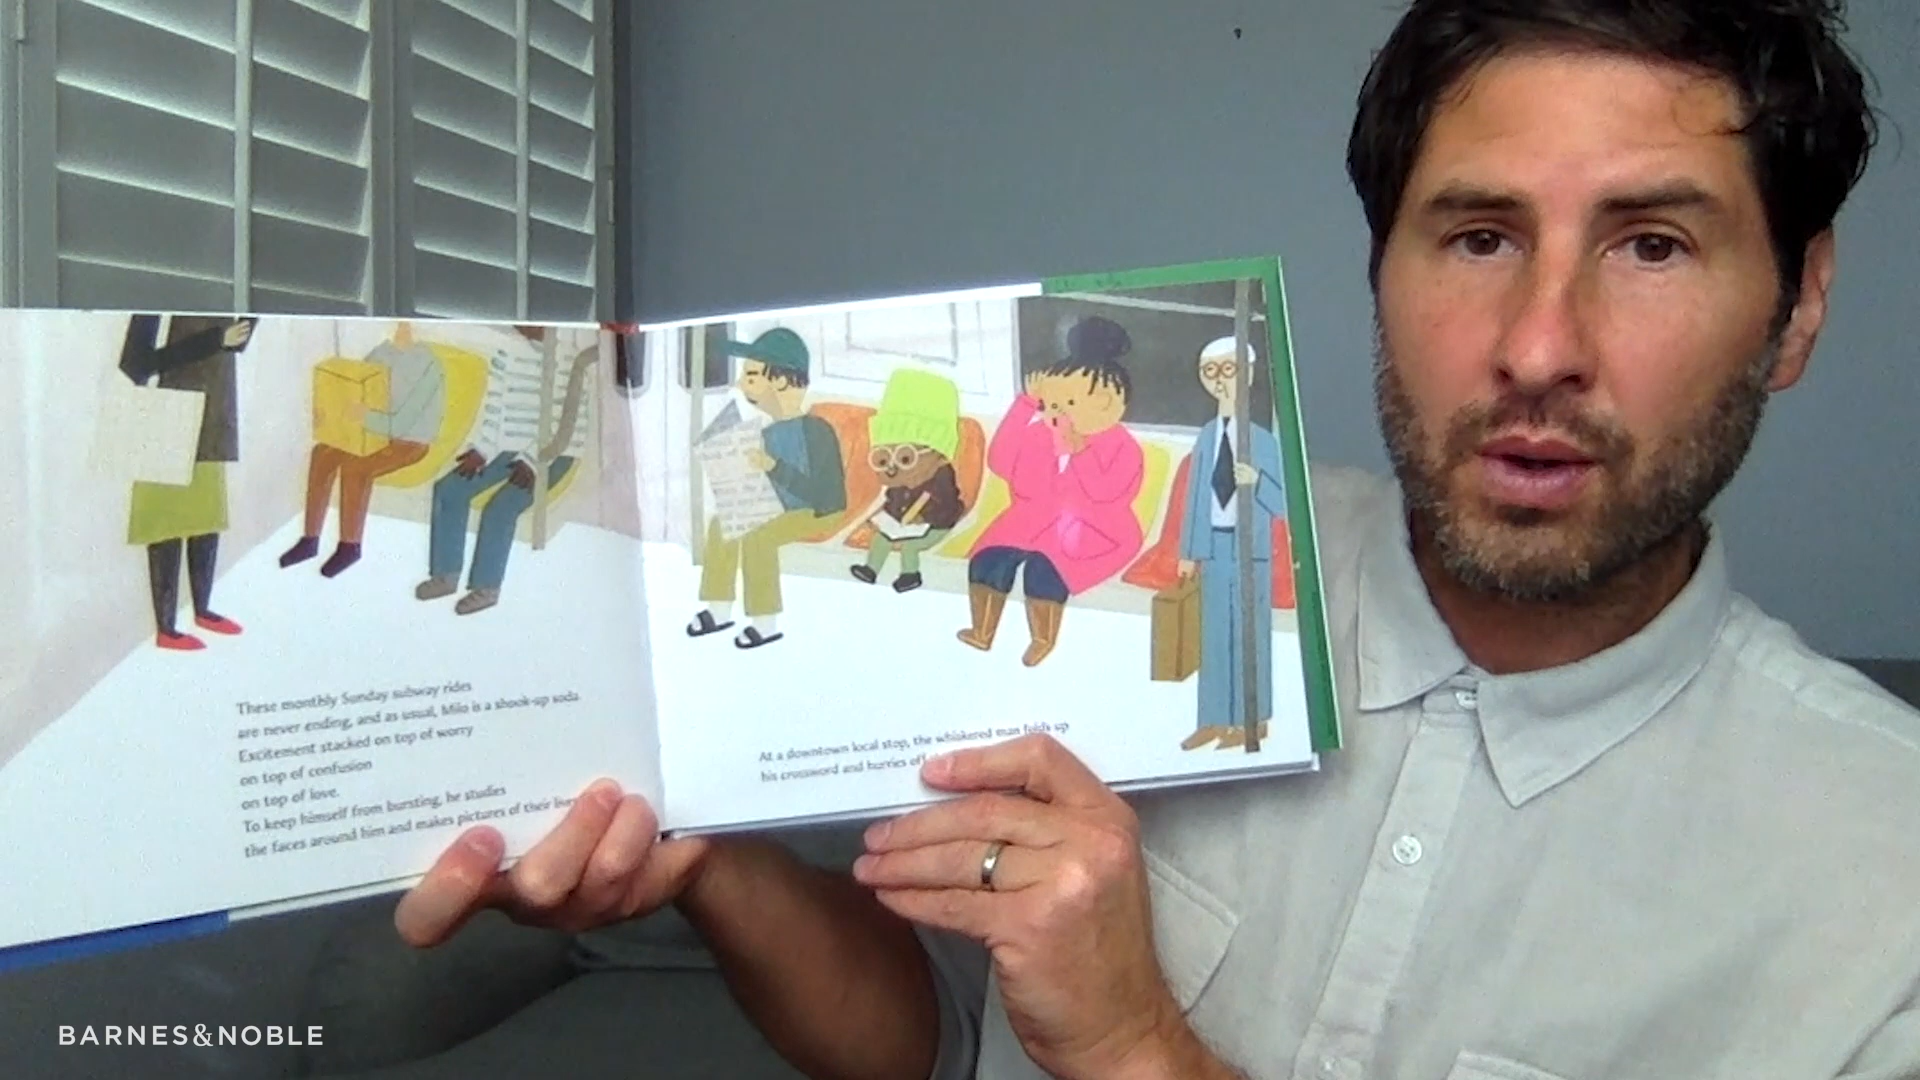 These monthly Sunday subway rides
are never ending, and as usual, Milo is a shook-up soda.
Excitement stacked on top of worry
on top of confusion
on top of love.
To keep himself from bursting, he studies
the faces around him and makes pictures of their lives
At a downtown local stop, the whiskered man folds up
his crossword and hurries off
BARNES&NOBLE